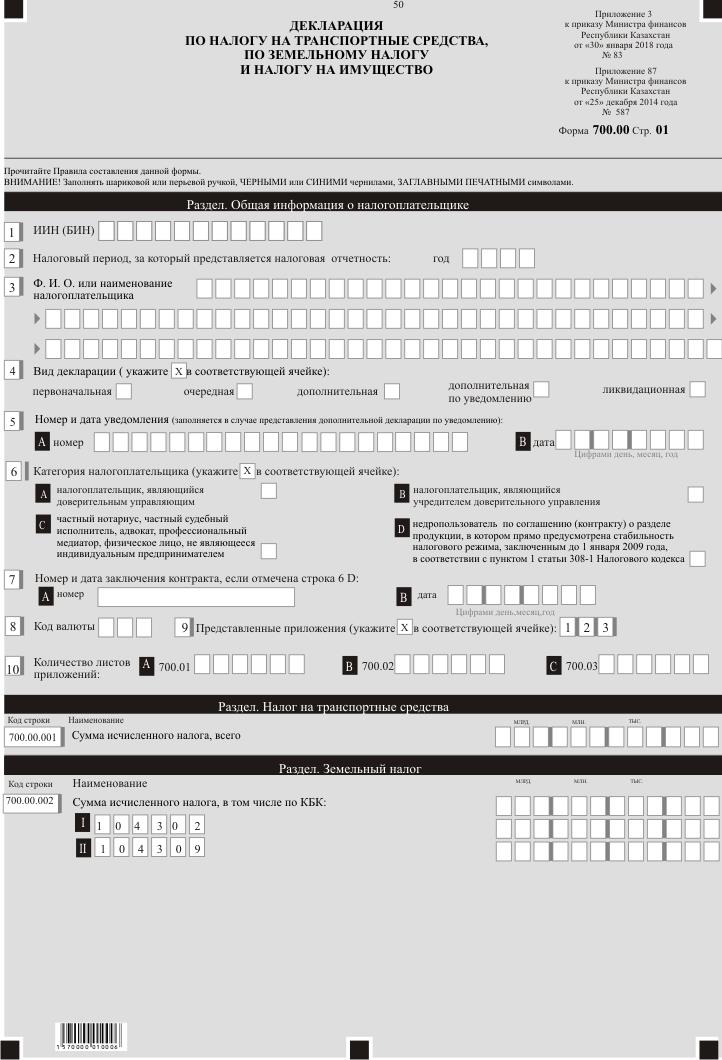 50
ДЕКЛАРАЦИЯ
ПО НАЛОГУ НА ТРАНСПОРТНЫЕ СРЕДСТВА,
ПО ЗЕМЕЛЬНОМУ НАЛОГУ
И НАЛОГУ НА ИМУЩЕСТВО
Приложение 3
к приказу Министра финансов
Республики Казахстан
от «30» января 2018 года
№ 83
Приложение 87
к приказу Министра финансов
Республики Казахстан
от «25» декабря 2014 года
№ 587
Форма 700.00 Стр. 01
Прочитайте Правила составления данной формы.
ВНИМАНИЕ! Заполнять шариковой или перьевой ручкой, ЧЕРНЫМИ или СИНИМИ чернилами, ЗАГЛАВНЫМИ ПЕЧАТНЫМИ символами.
Раздел. Общая информация о налогоплательщике
1 ИИН (БИН)
2 Налоговый период, за который представляется налоговая отчетность: год
3 Ф. И. О. или наименование
налогоплательщика
4 Вид декларации ( укажите X в соответствующей ячейке):
первоначальная очередная дополнительная дополнительная
по уведомлению ликвидационная
5 Номер и дата уведомления (заполняется в случае представления дополнительной декларации по уведомлению):
A номер B дата
Цифрами день, месяц, год
6 Категория налогоплательщика (укажите X в соответствующей ячейке):
A налогоплательщик, являющийся
доверительным управляющим
B налогоплательщик, являющийся
учредителем доверительного управления
C частный нотариус, частный судебный
исполнитель, адвокат, профессиональный
медиатор, физическое лицо, не являющееся
индивидуальным предпринимателем
D недропользователь по соглашению (контракту) о разделе
продукции, в котором прямо предусмотрена стабильность
налогового режима, заключенным до 1 января 2009 года,
в соответствии с пунктом 1 статьи 308-1 Налогового кодекса
7 Номер и дата заключения контракта, если отмечена строка 6 D:
A номер B дата
Цифрами день,месяц,год
8 Код валюты 9 Представленные приложения (укажите X в соответствующей ячейке): 1 2 3
10 Количество листов
приложений:
A 700.01 B 700.02 C 700.03
Раздел. Налог на транспортные средства
Код строки Наименование млрд. млн. тыс.
700.00.001 Сумма исчисленного налога, всего
Раздел. Земельный налог
Код строки Наименование млрд. млн. тыс.
700.00.002 Сумма исчисленного налога, в том числе по КБК:
I 1 0 4 3 0 2
II 1 0 4 3 0 9
1570000010006